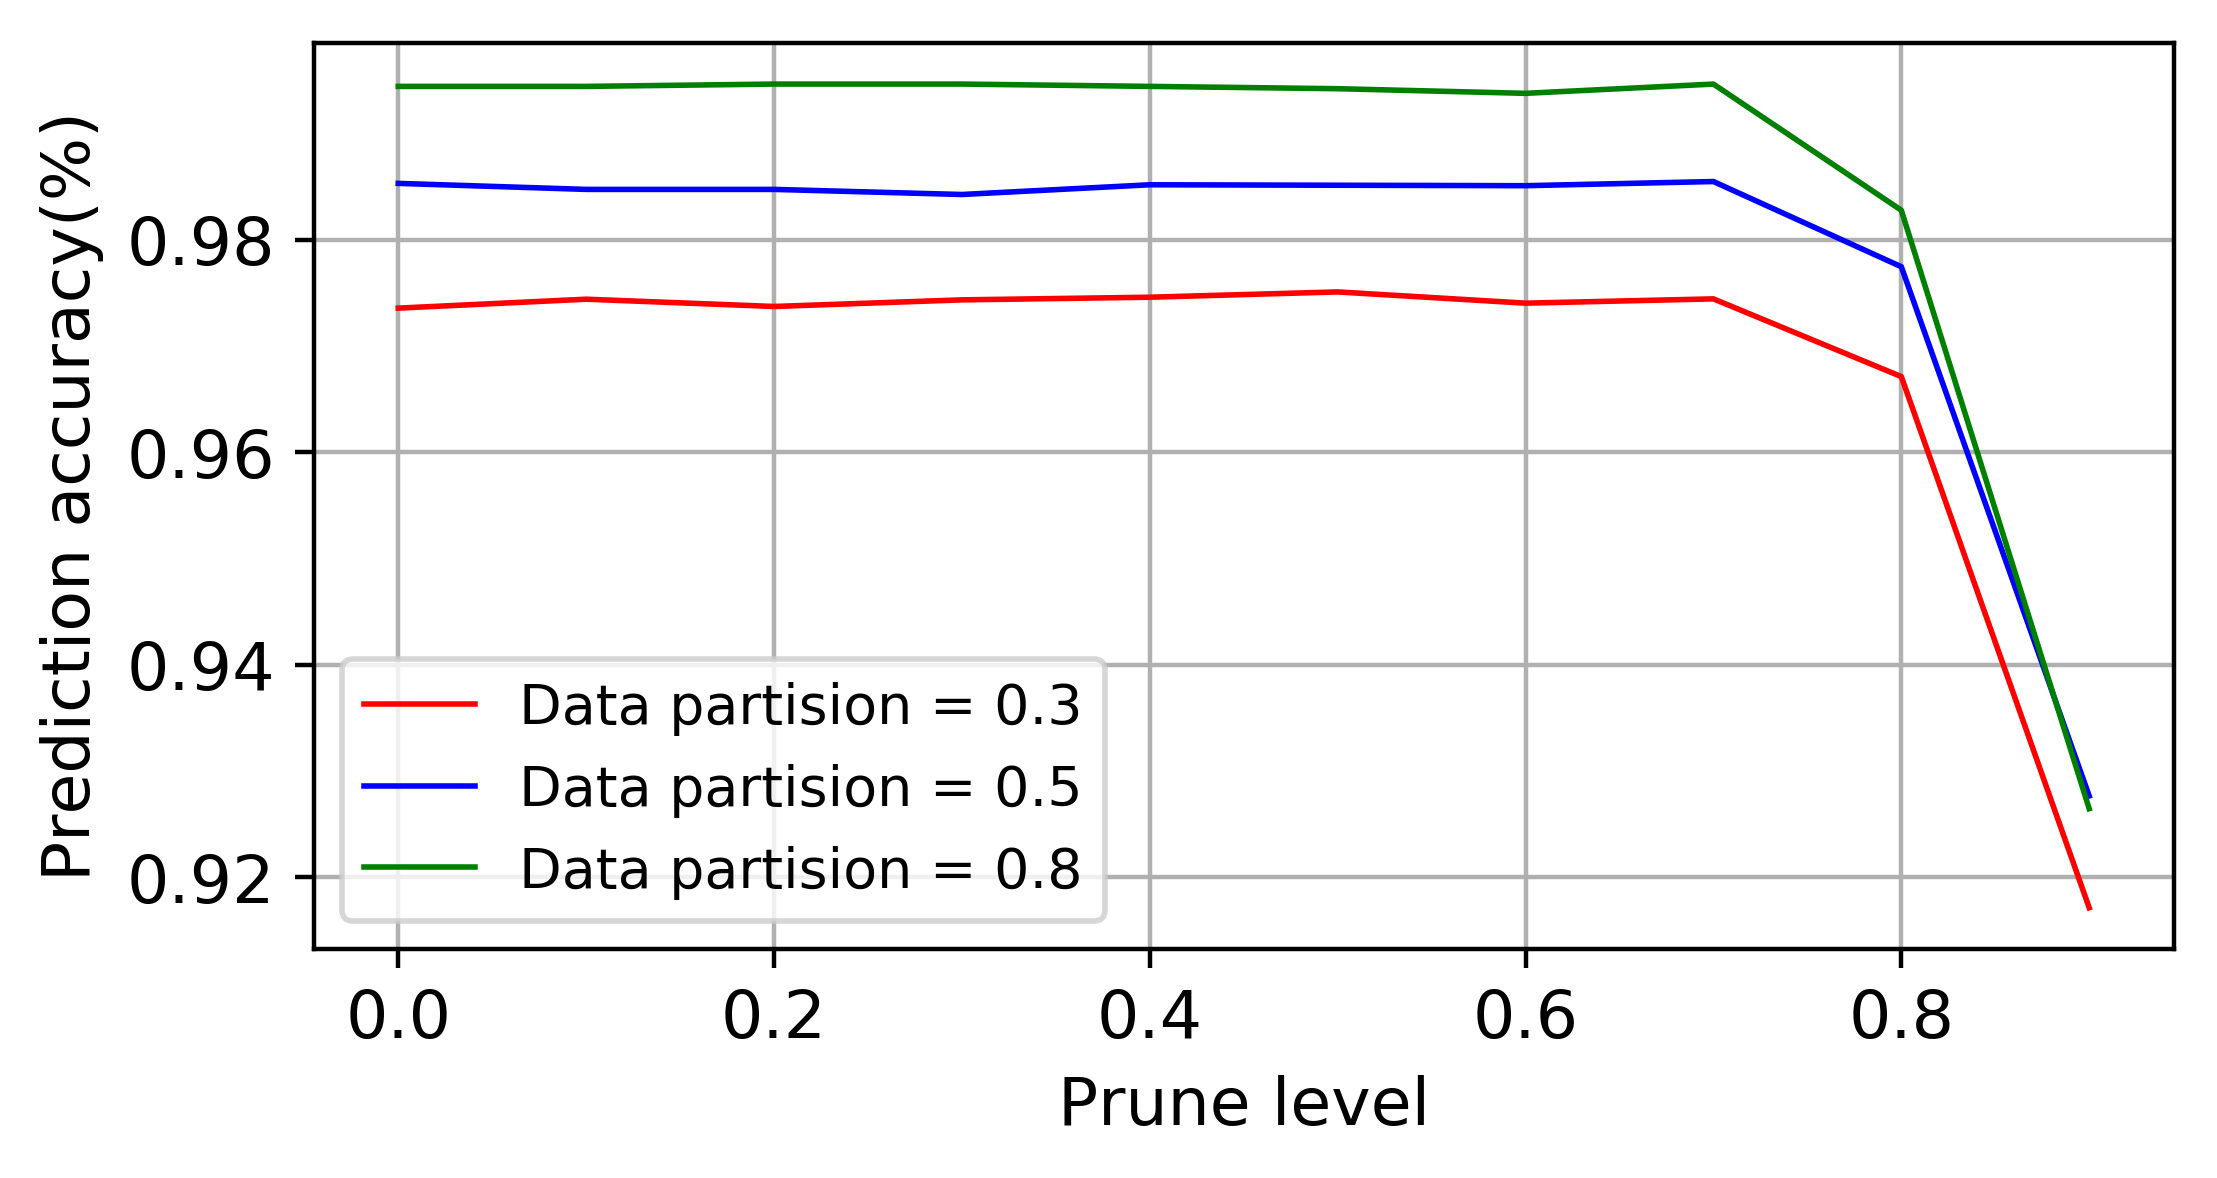 Prediction accuracy(%)
0.98
0.96
0.94
0.92
Data partision = 0.3
Data partision = 0.5
Data partision = 0.8
0.0 0.2 0.4 0.6 0.8
Prune level